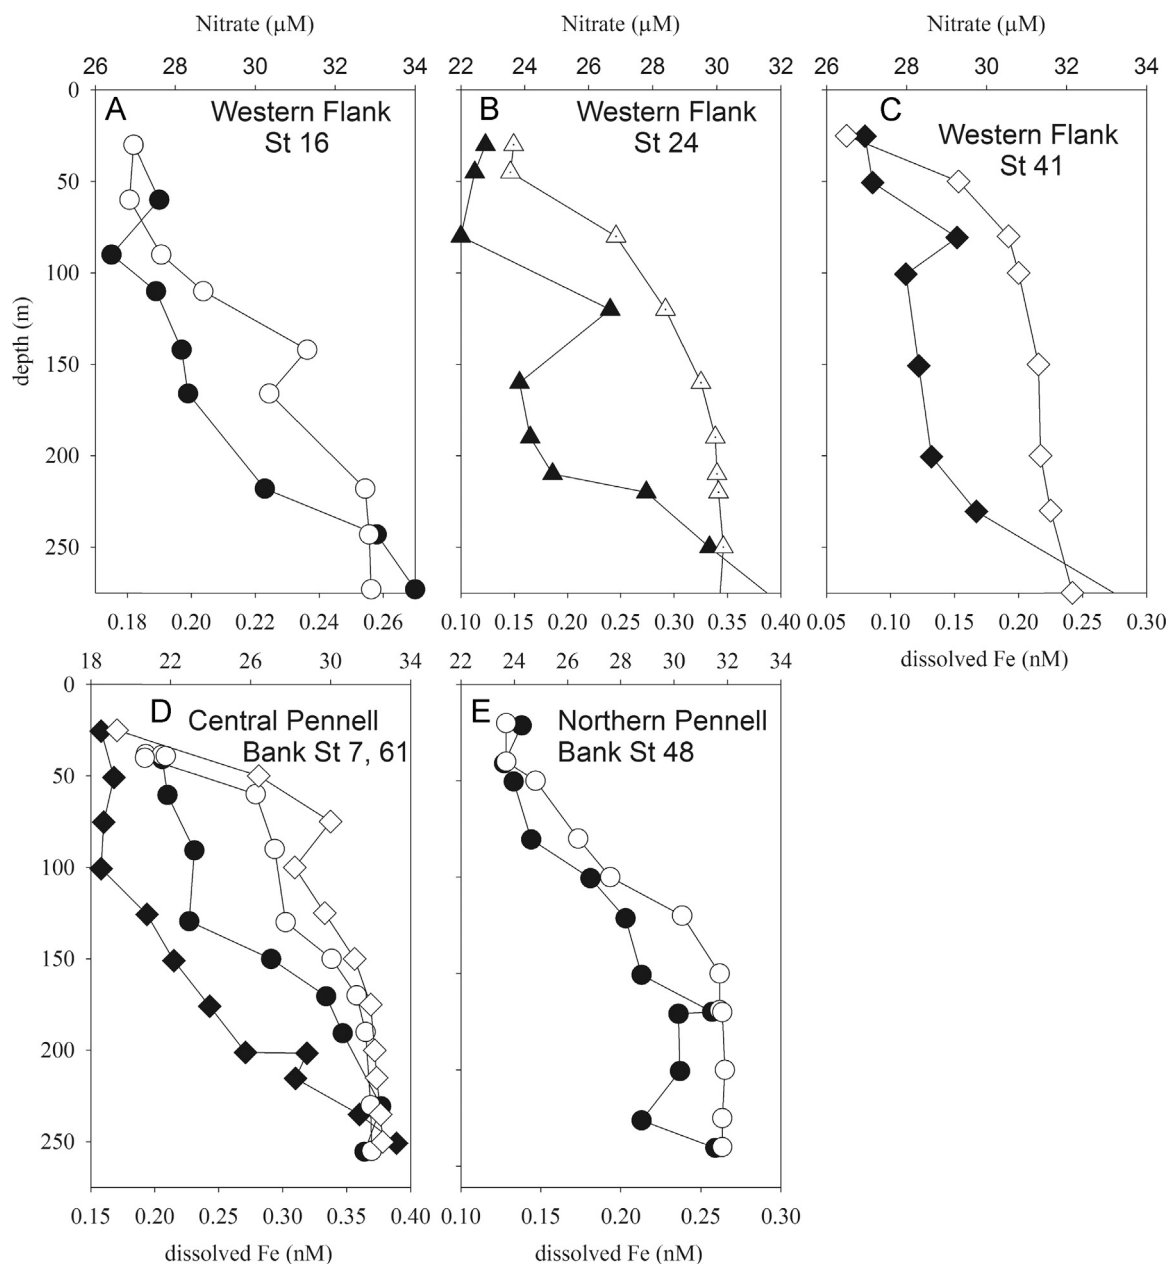 Nitrate (µM) Nitrate (µM) Nitrate (µM)
26 28 30 32 34 22 24 26 28 30 32 26 28 30 32 34
0
A Western Flank
St 16
B Western Flank
St 24
C Western Flank
St 41
50
100
depth (m)
150
200
250
0.18 0.20 0.22 0.24 0.26 0.10 0.15 0.20 0.25 0.30 0.35 0.40 0.05 0.10 0.15 0.20 0.25 0.30
dissolved Fe (nM)
18 22 26 30 34 22 24 26 28 30 32 34
0
D Central Pennell
Bank St 7, 61
E Northern Pennell
Bank St 48
50
100
150
200
250
0.15 0.20 0.25 0.30 0.35 0.40 0.10 0.15 0.20 0.25 0.30
dissolved Fe (nM) dissolved Fe (nM)